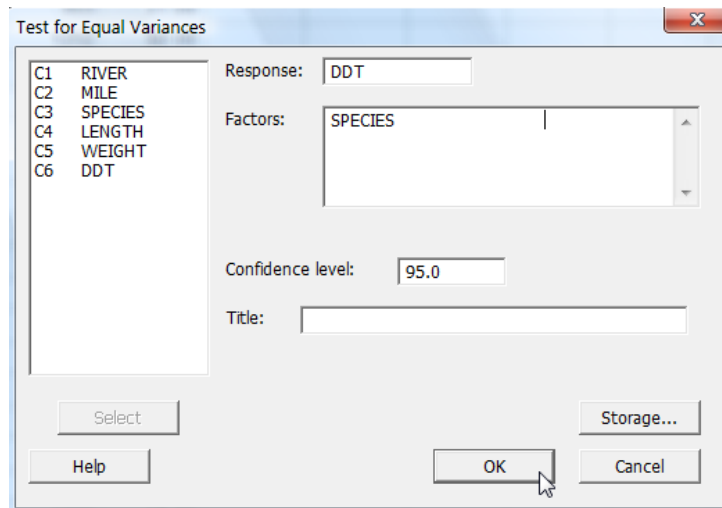 Test for Equal Variances
C1 RIVER
C2 MILE
C3 SPECIES
C4 LENGTH
C5 WEIGHT
C6 DDT
Response: DDT
Factors: SPECIES
Confidence level: 95.0
Title:
Select
Storage...
Help
OK
Cancel